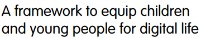 A framework to equip children
and young people for digital life